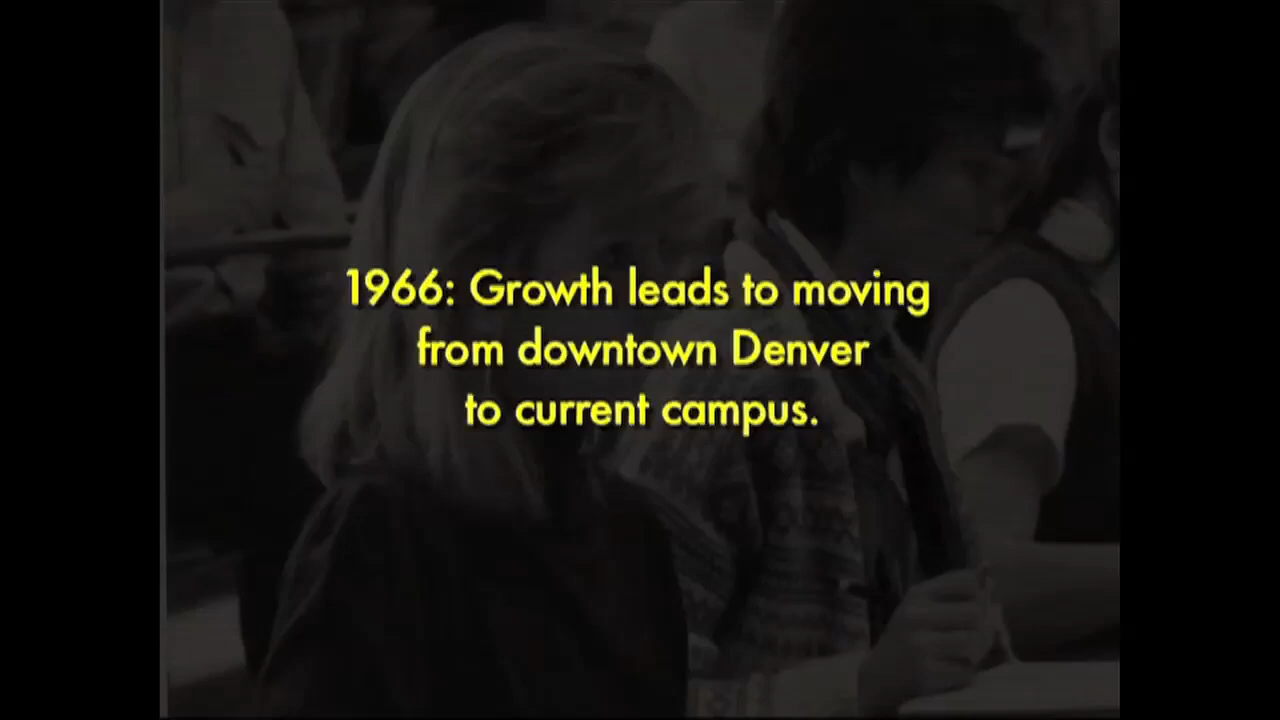 1966: Growth leads to moving
from downtown Denver
to current campus.